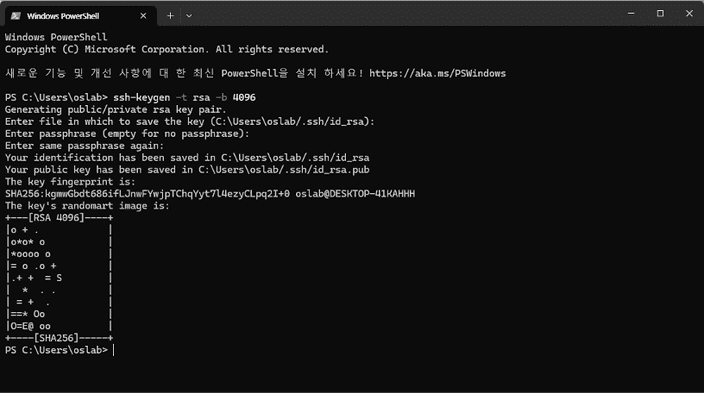 Windows PowerShell
Windows PowerShell
Copyright (C) Microsoft Corporation. All rights reserved.
새로운 기능 및 개선 사항에 대 한 최신 PowerShell을 설치 하세요! https://aka.ms/PSWindows
PS C:\Users\oslab> ssh-keygen -t rsa -b 4096
Generating public/private rsa key pair.
Enter file in which to save the key (C:\Users\oslab/.ssh/id_rsa):
Enter passphrase (empty for no passphrase):
Enter same passphrase again:
Your identification has been saved in C:\Users\oslab/.ssh/id_rsa
Your public key has been saved in C:\Users\oslab/.ssh/id_rsa.pub
The key fingerprint is:
SHA256:kgmwGbdt686ifLJnwFYwjpTChqYyt7l4ezyCLpq2I+0 oslab@DESKTOP-41KAHHH
The key's randomart image is:
+---[RSA 4096]----+
|o + .            |
|o*o* o           |
|*oooo o          |
|= o .o +         |
|.+ +  = S        |
|  *  . .         |
| = +  .          |
|==* Oo           |
|O=E@ oo          |
+----[SHA256]-----+
PS C:\Users\oslab>